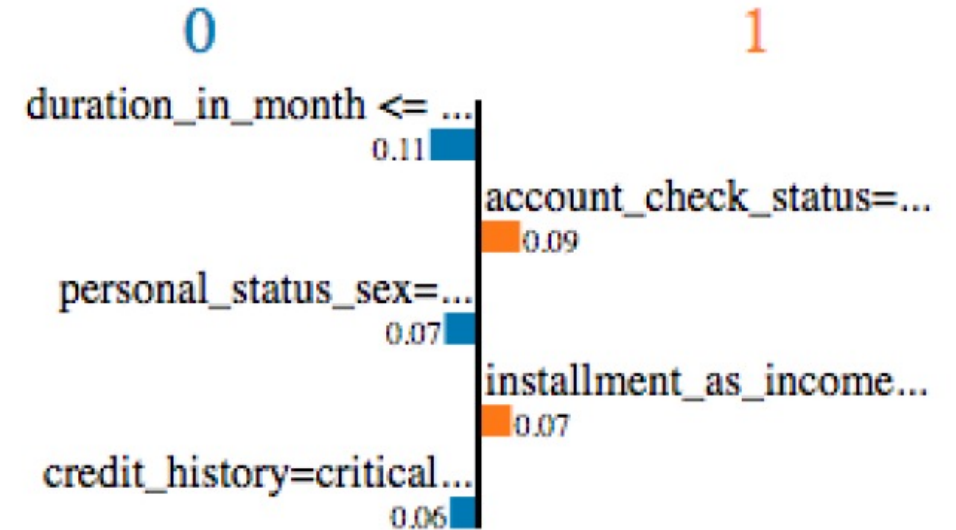 0 1
duration_in_month <= ...
0.11
account_check_status=...
0.09
personal_status_sex=...
0.07
installment_as_income...
0.07
credit_history=critical...
0.06